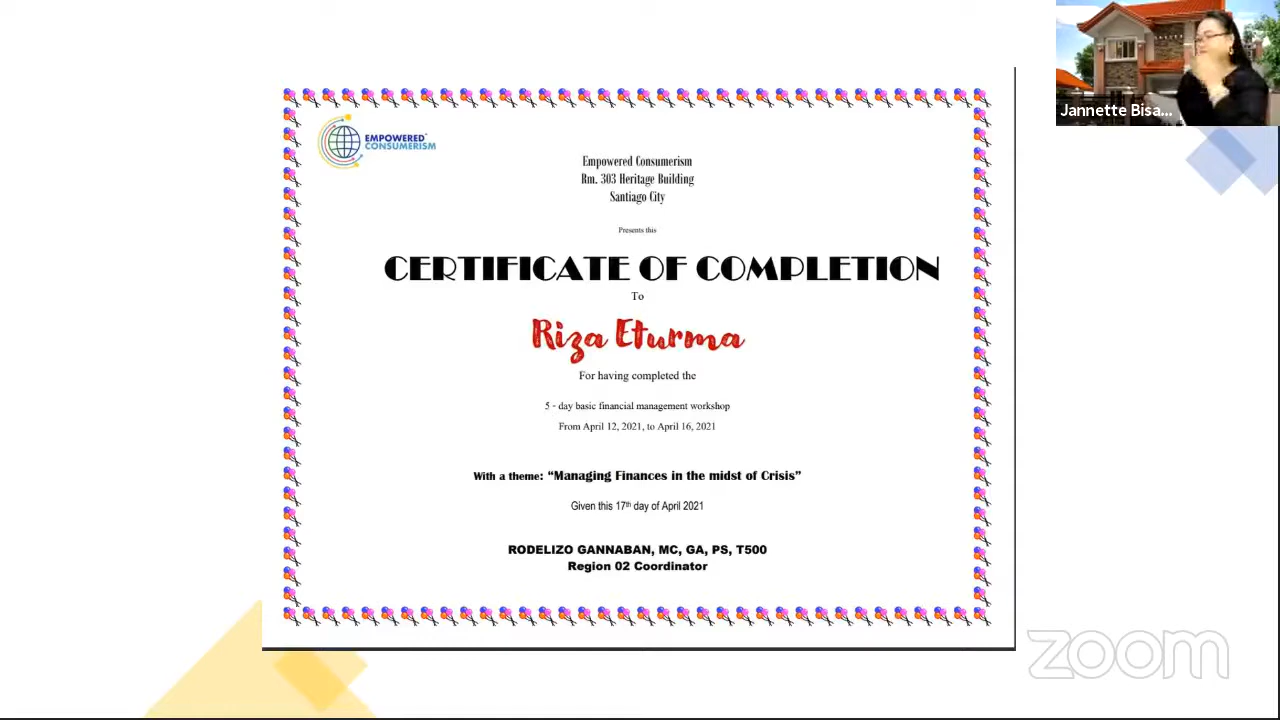 Jannette Bisa...
EMPOWERED™
CONSUMERISM
Empowered Consumerism
Rm. 303 Heritage Building
Santiago City
Presents this
CERTIFICATE OF COMPLETION
To
Riza Eturma
For having completed the
5 - day basic financial management workshop
From April 12, 2021, to April 16, 2021
With a theme: “Managing Finances in the midst of Crisis”
Given this 17th day of April 2021
RODELIZO GANNABAN, MC, GA, PS, T500
Region 02 Coordinator
zoom